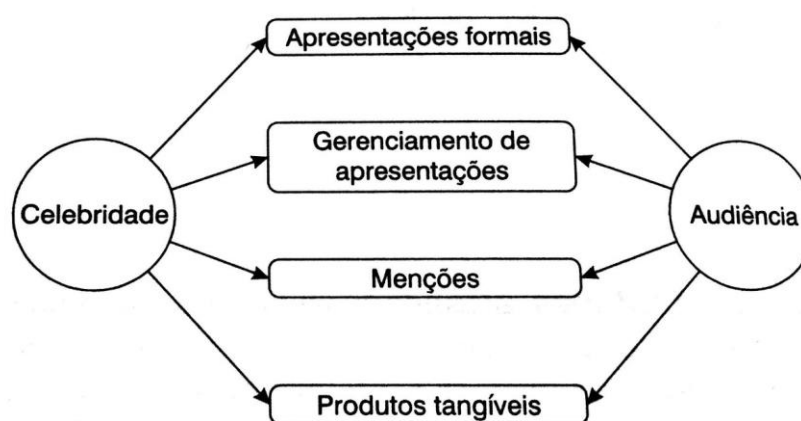 Apresentações formais
Gerenciamento de
apresentações
Celebridade
Audiência
Menções
Produtos tangíveis